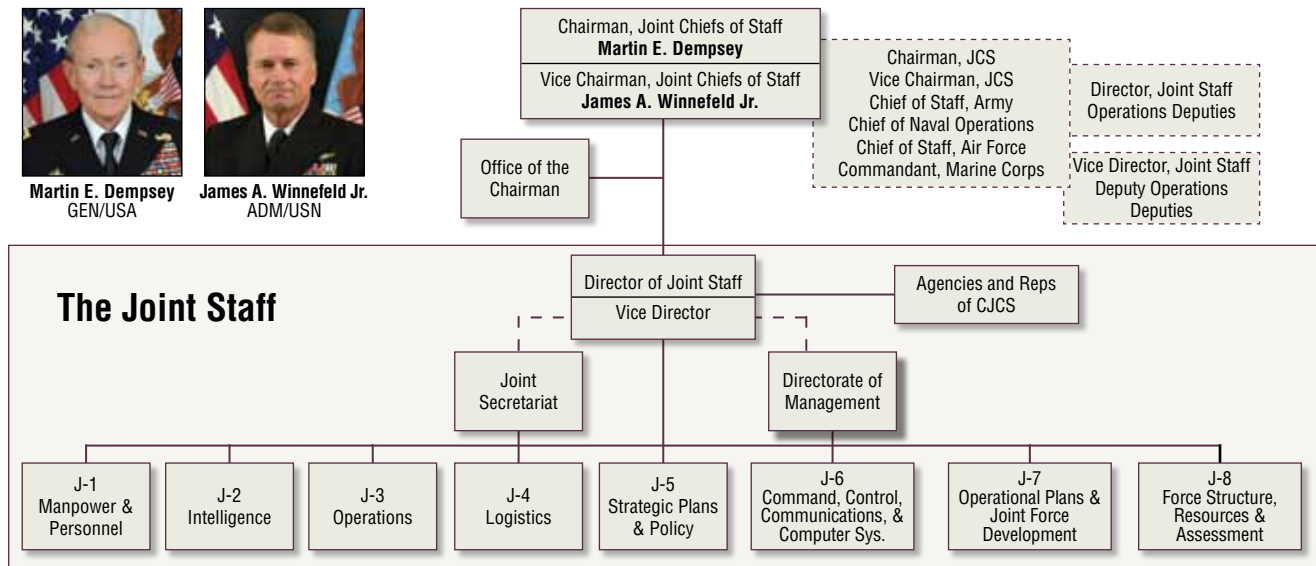 Martin E. Dempsey
GEN/USA
James A. Winnefeld Jr.
ADM/USN
Chairman, Joint Chiefs of Staff
Martin E. Dempsey
Vice Chairman, Joint Chiefs of Staff
James A. Winnefeld Jr.
Chairman, JCS
Vice Chairman, JCS
Chief of Staff, Army
Chief of Naval Operations
Chief of Staff, Air Force
Commandant, Marine Corps
Director, Joint Staff
Operations Deputies
Vice Director, Joint Staff
Deputy Operations
Deputies
Office of the
Chairman
The Joint Staff
Director of Joint Staff
Vice Director
Agencies and Reps
of CJCS
Joint
Secretariat
Directorate of
Management
J-1
Manpower &
Personnel
J-2
Intelligence
J-3
Operations
J-4
Logistics
J-5
Strategic Plans
& Policy
J-6
Command, Control,
Communications, &
Computer Sys.
J-7
Operational Plans &
Joint Force
Development
J-8
Force Structure,
Resources &
Assessment